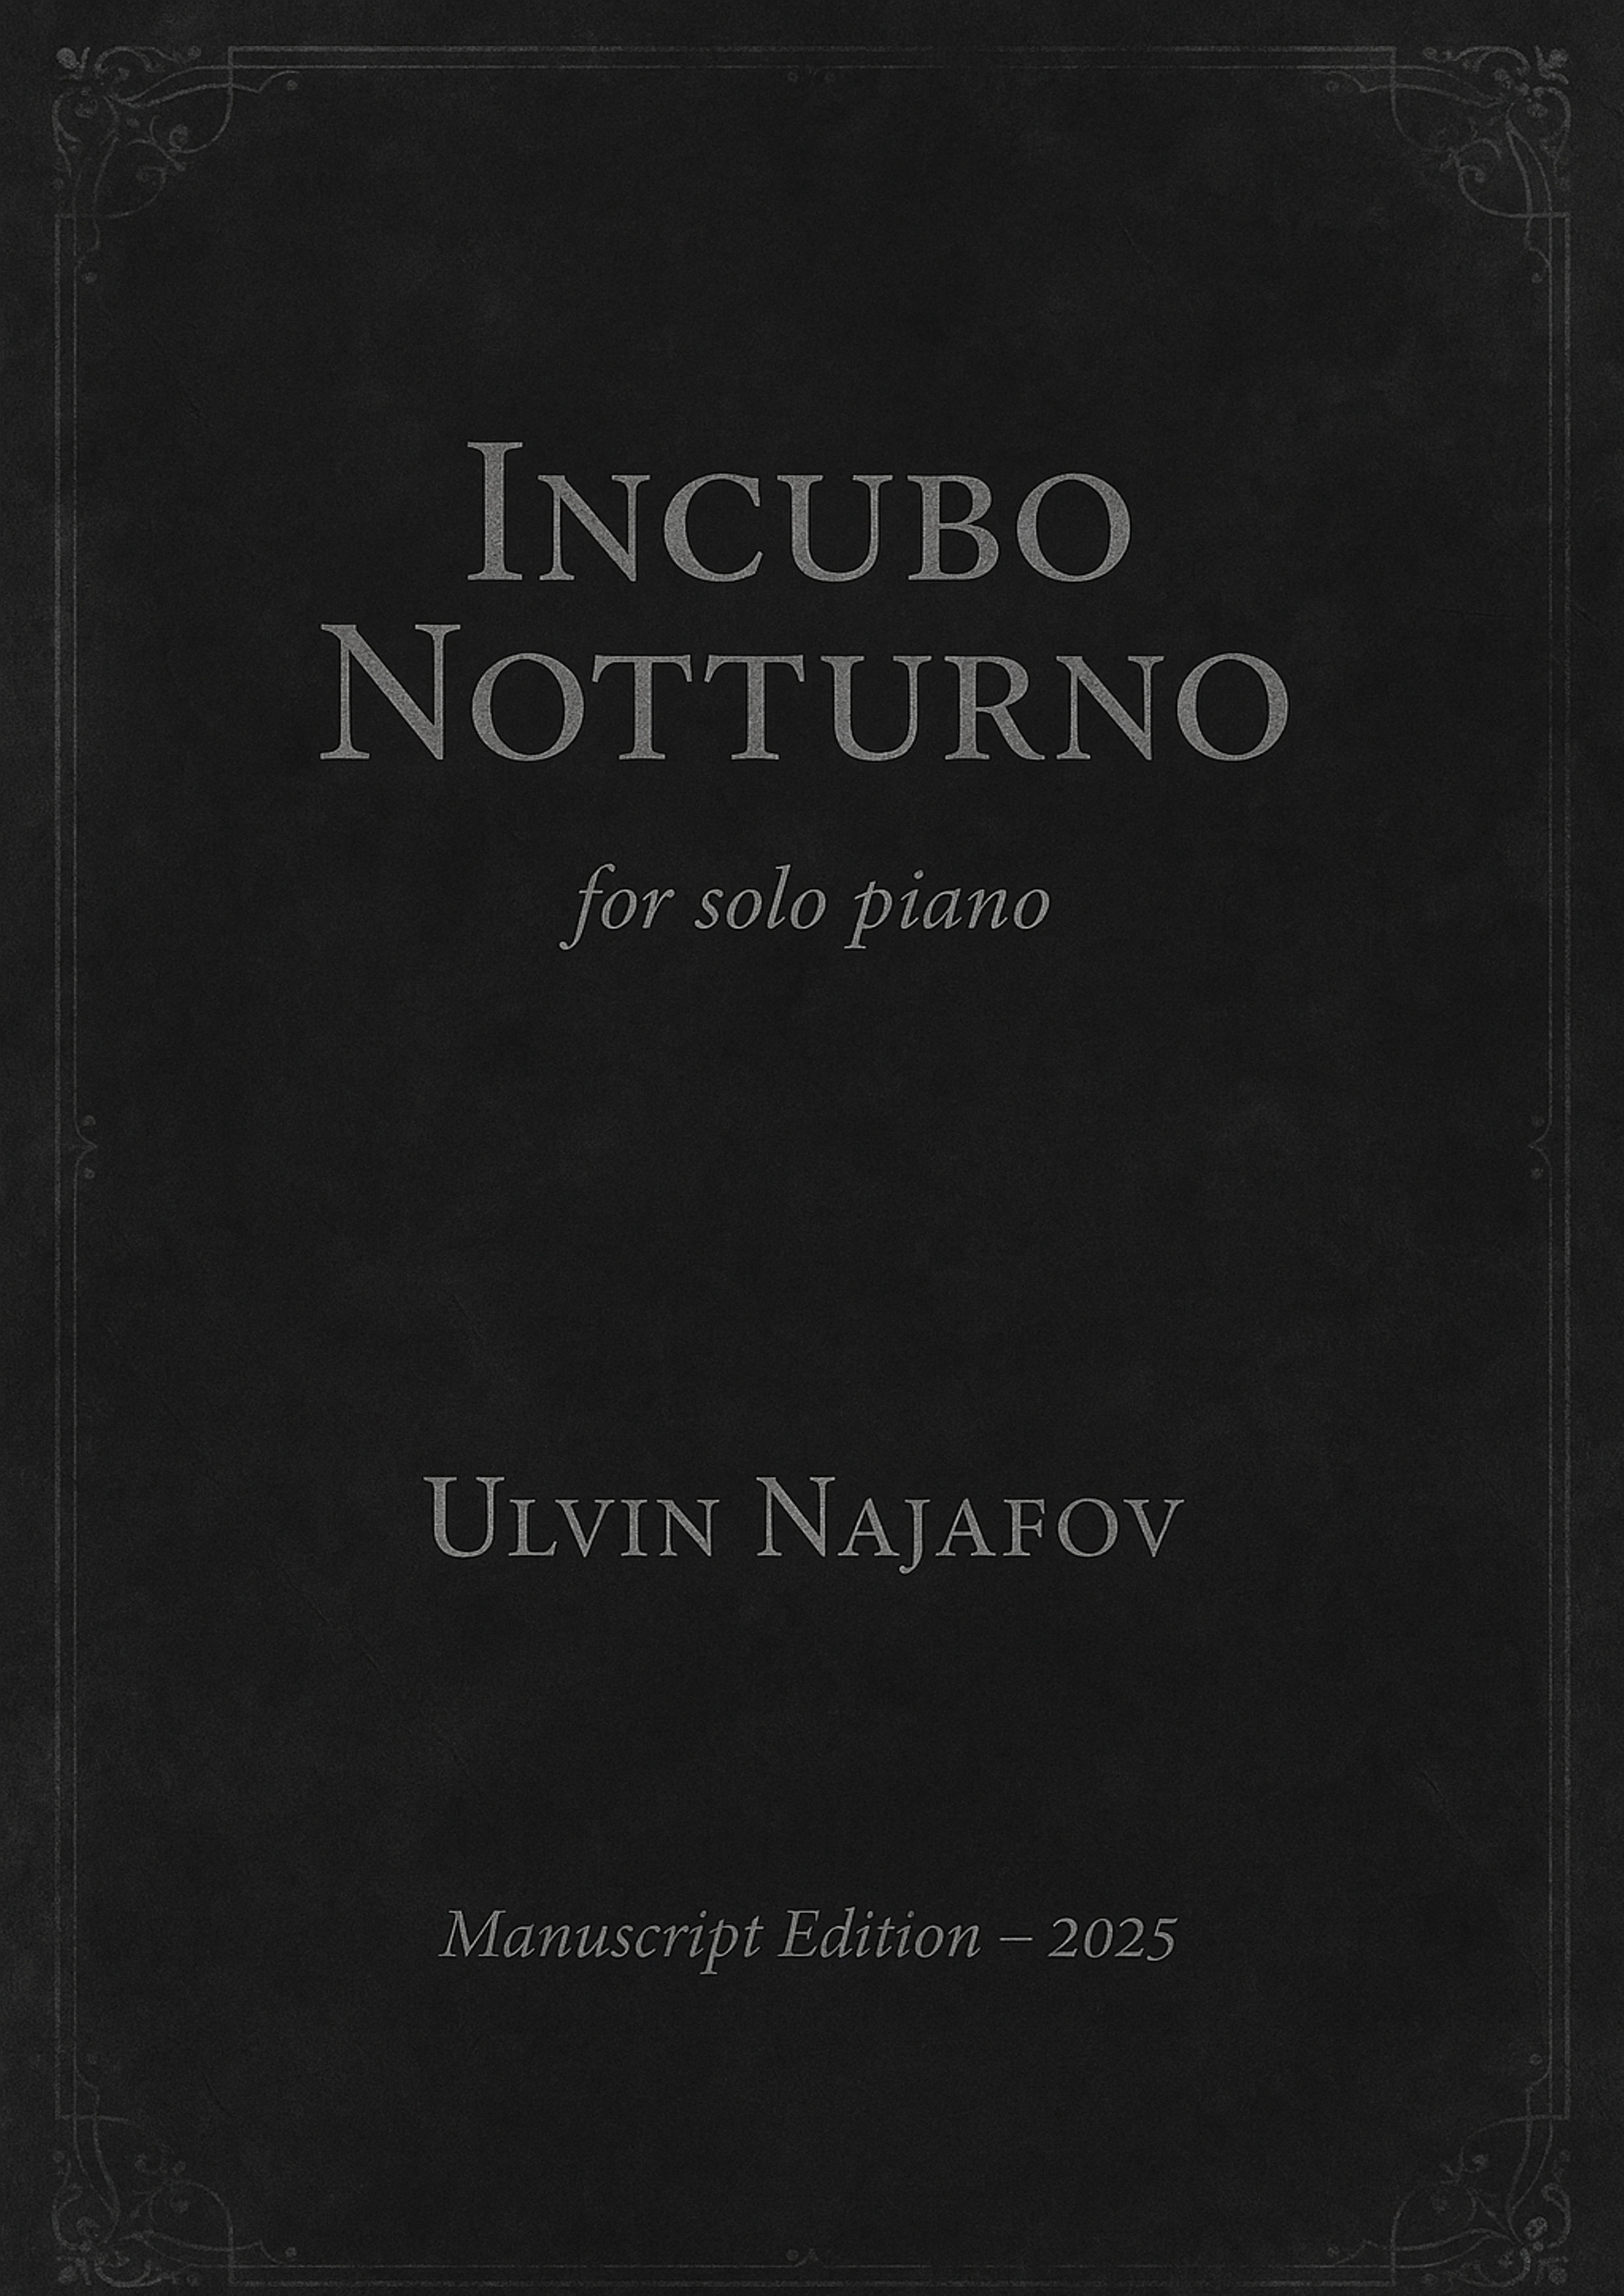 Incubo
Notturno
for solo piano
Ulvin Najafov
Manuscript Edition – 2025